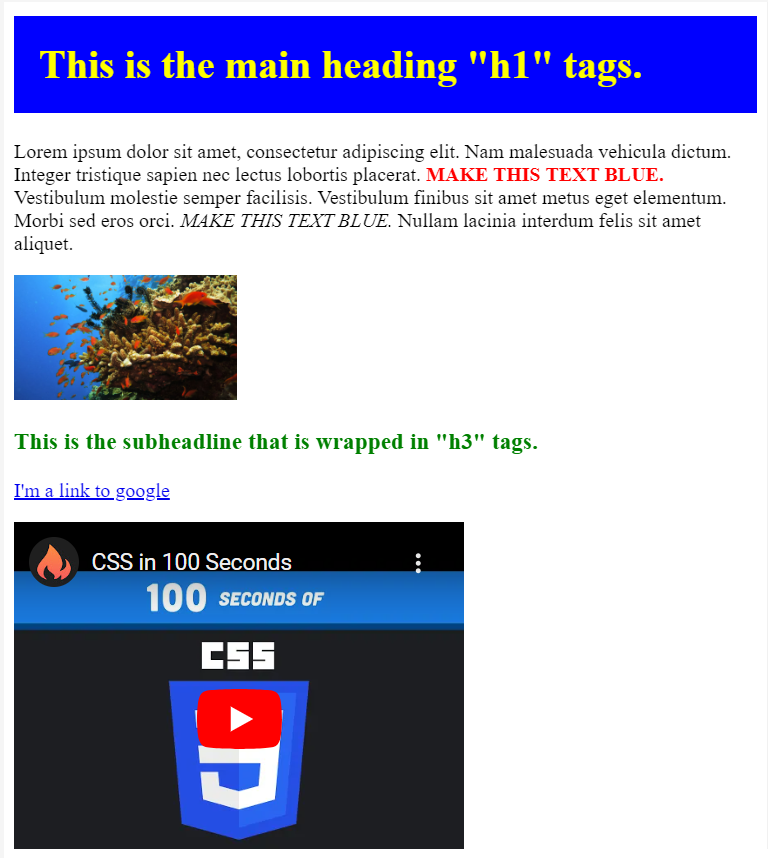 This is the main heading "h1" tags.
Lorem ipsum dolor sit amet, consectetur adipiscing elit. Nam malesuada vehicula dictum.
Integer tristique sapien nec lectus lobortis placerat. MAKE THIS TEXT BLUE.
Vestibulum molestie semper facilisis. Vestibulum finibus sit amet metus eget elementum.
Morbi sed eros orci. MAKE THIS TEXT BLUE. Nullam lacinia interdum felis sit amet
aliquet.
This is the subheadline that is wrapped in "h3" tags.
I'm a link to google
CSS in 100 Seconds
100 SECONDS OF
CSS